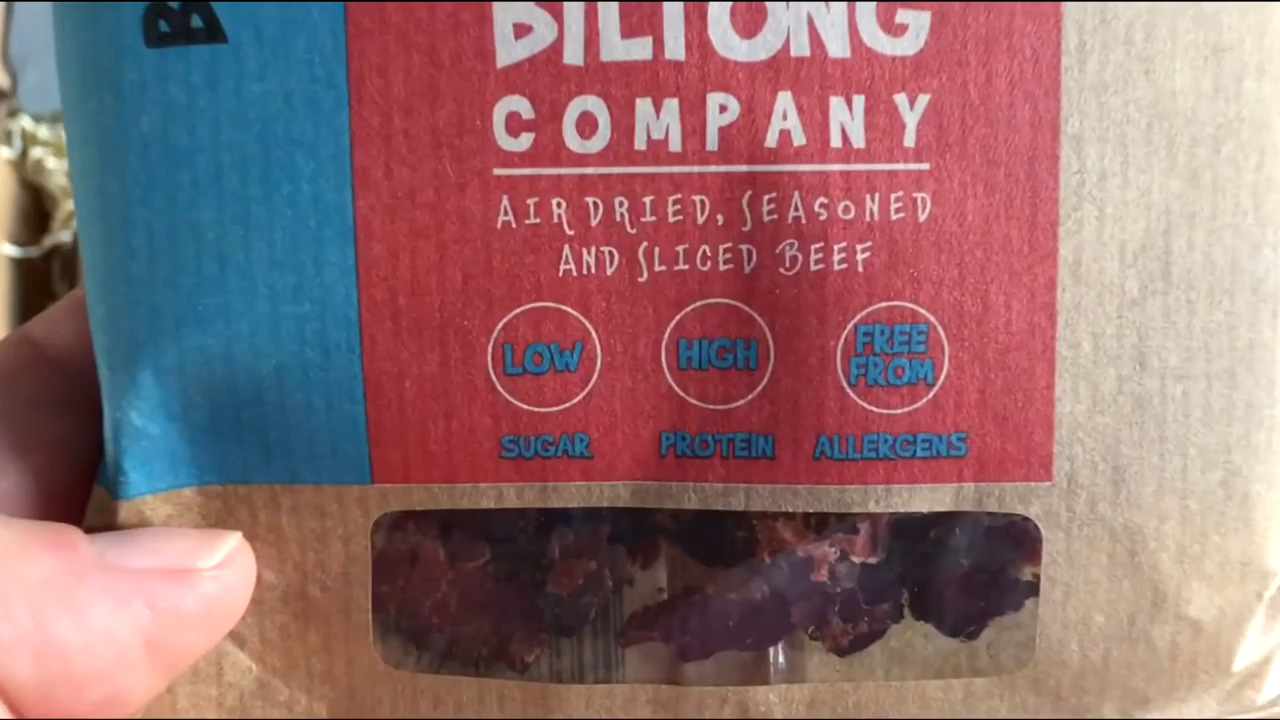 BILTONG
COMPANY
AIR DRIED, SEASONED
AND SLICED BEEF
LOW
SUGAR
HIGH
PROTEIN
FREE
FROM
ALLERGENS
B